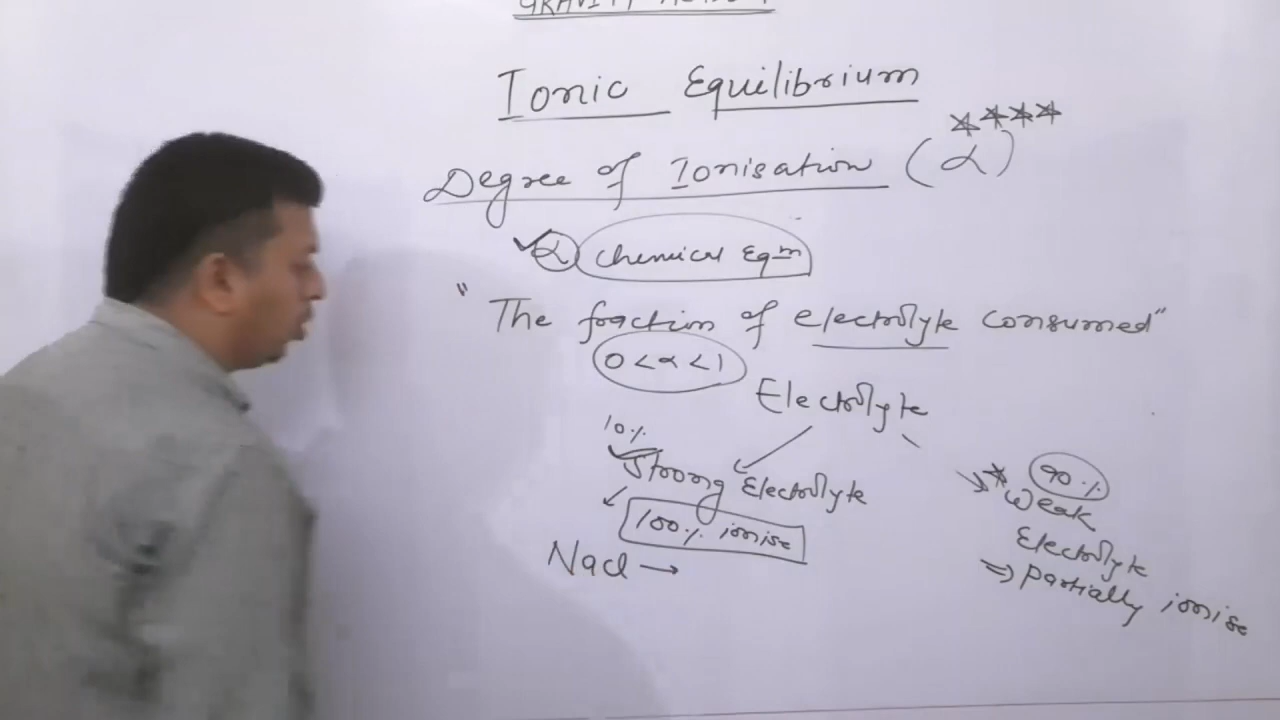 Ionic Equilibrium
Degree of Ionisation (α)
α Chemical Eqm
"The fraction of electrolyte consumed"
0 < α < 1
Electrolyte
10%
Strong Electrolyte
100% ionise
NaCl →
90%
* Weak
Electrolyte
⇒ Partially ionise